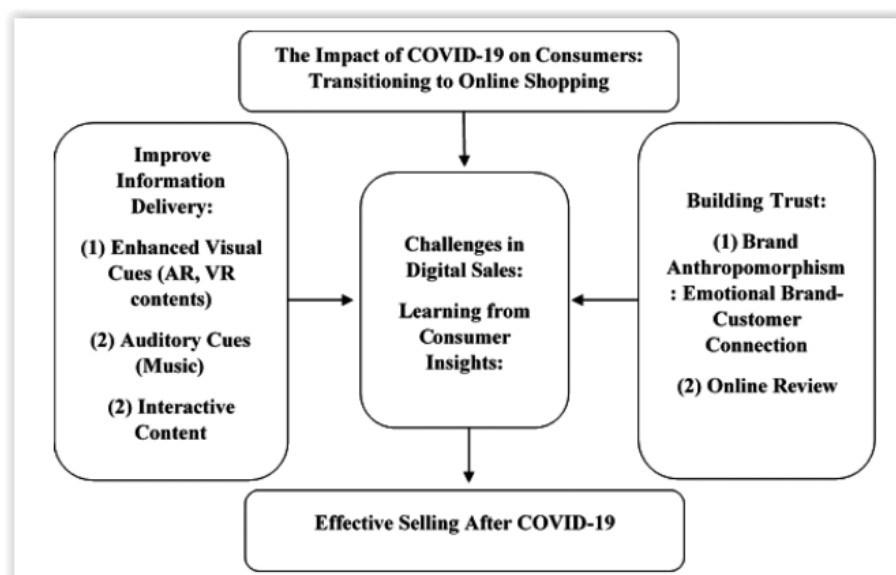 The Impact of COVID-19 on Consumers:
Transitioning to Online Shopping
Improve
Information
Delivery:
(1) Enhanced Visual
Cues (AR, VR
contents)
(2) Auditory Cues
(Music)
(2) Interactive
Content
Challenges in
Digital Sales:
Learning from
Consumer
Insights:
Building Trust:
(1) Brand
Anthropomorphism
: Emotional Brand-
Customer
Connection
(2) Online Review
Effective Selling After COVID-19